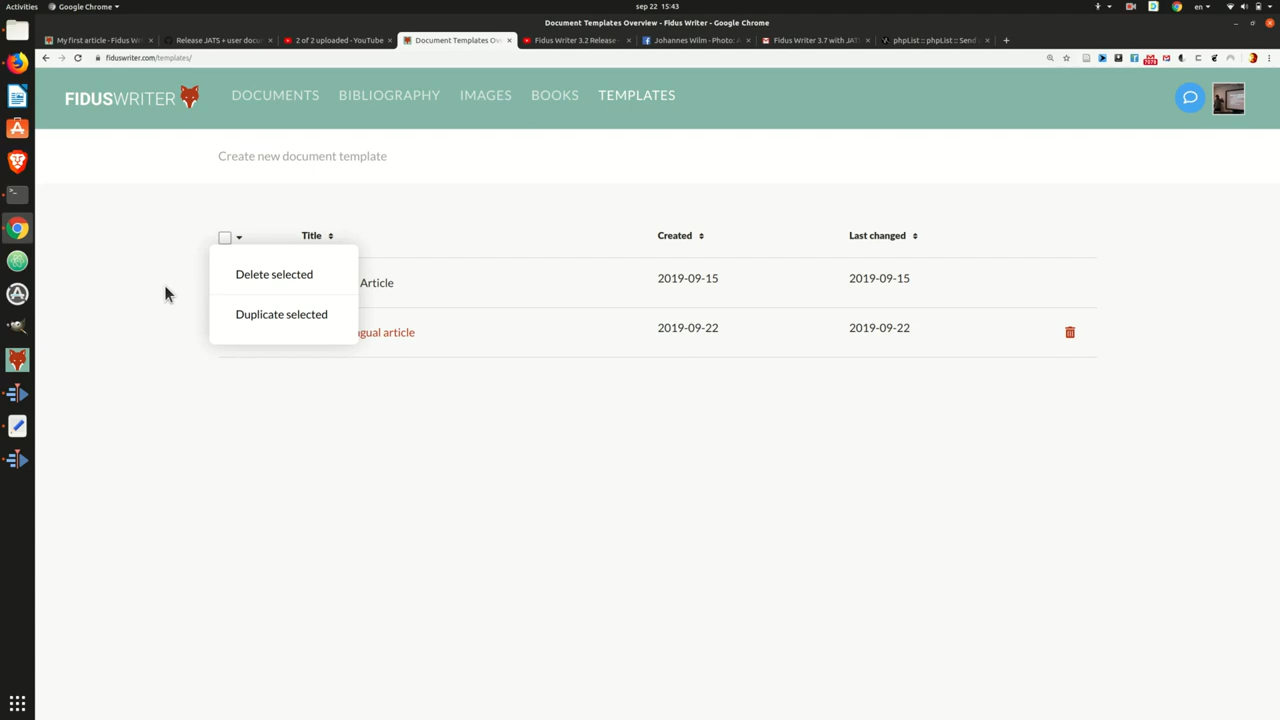 Activities Google Chrome sep 22 15:43 en
Document Templates Overview - Fidus Writer - Google Chrome
My first article - Fidus Wr Release JATS + user docu 2 of 2 uploaded - YouTube Document Templates Ov Fidus Writer 3.2 Release - Johannes Wilm - Photo: A Fidus Writer 3.7 with JAT phpList :: phpList :: Send
fiduswriter.com/templates/
FIDUSWRITER DOCUMENTS BIBLIOGRAPHY IMAGES BOOKS TEMPLATES
Create new document template
Title Created Last changed
Delete selected
Article 2019-09-15 2019-09-15
Duplicate selected
gual article 2019-09-22 2019-09-22